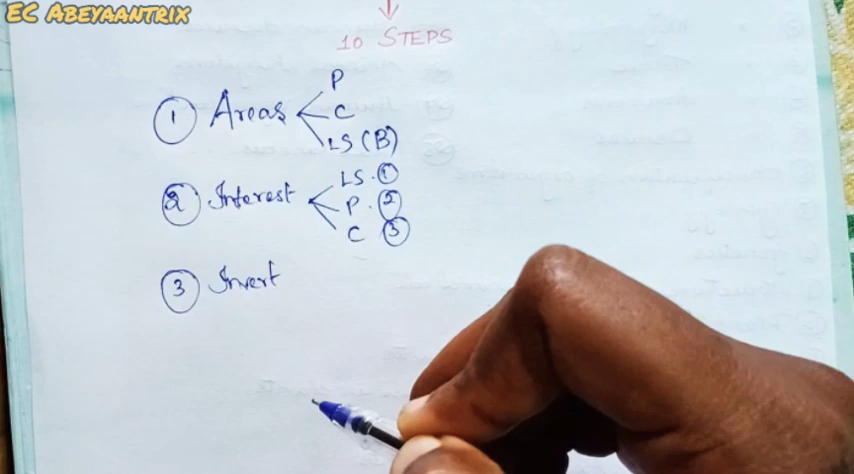 EC ABEYAANTRIX
10 STEPS
P
① Areas C
LS (B)
LS. ①
② Interest P. ②
C ③
③ Invert